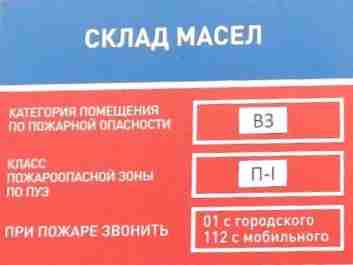 СКЛАД МАСЕЛ
КАТЕГОРИЯ ПОМЕЩЕНИЯ
ПО ПОЖАРНОЙ ОПАСНОСТИ
В3
КЛАСС
ПОЖАРООПАСНОЙ ЗОНЫ
ПО ПУЭ
П-I
ПРИ ПОЖАРЕ ЗВОНИТЬ
01 с городского
112 с мобильного